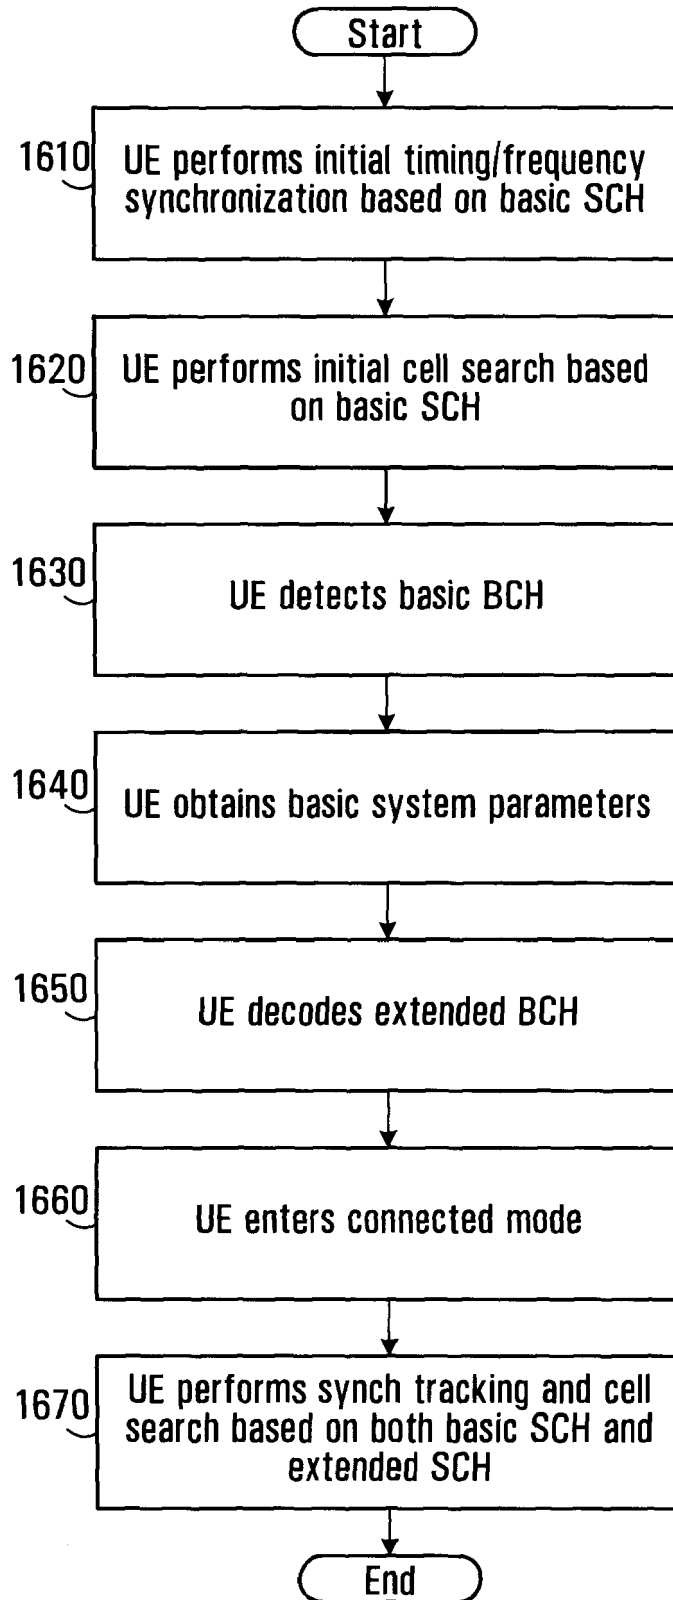 Start
1610
UE performs initial timing/frequency
synchronization based on basic SCH
1620
UE performs initial cell search based
on basic SCH
1630
UE detects basic BCH
1640
UE obtains basic system parameters
1650
UE decodes extended BCH
1660
UE enters connected mode
1670
UE performs synch tracking and cell
search based on both basic SCH and
extended SCH
End